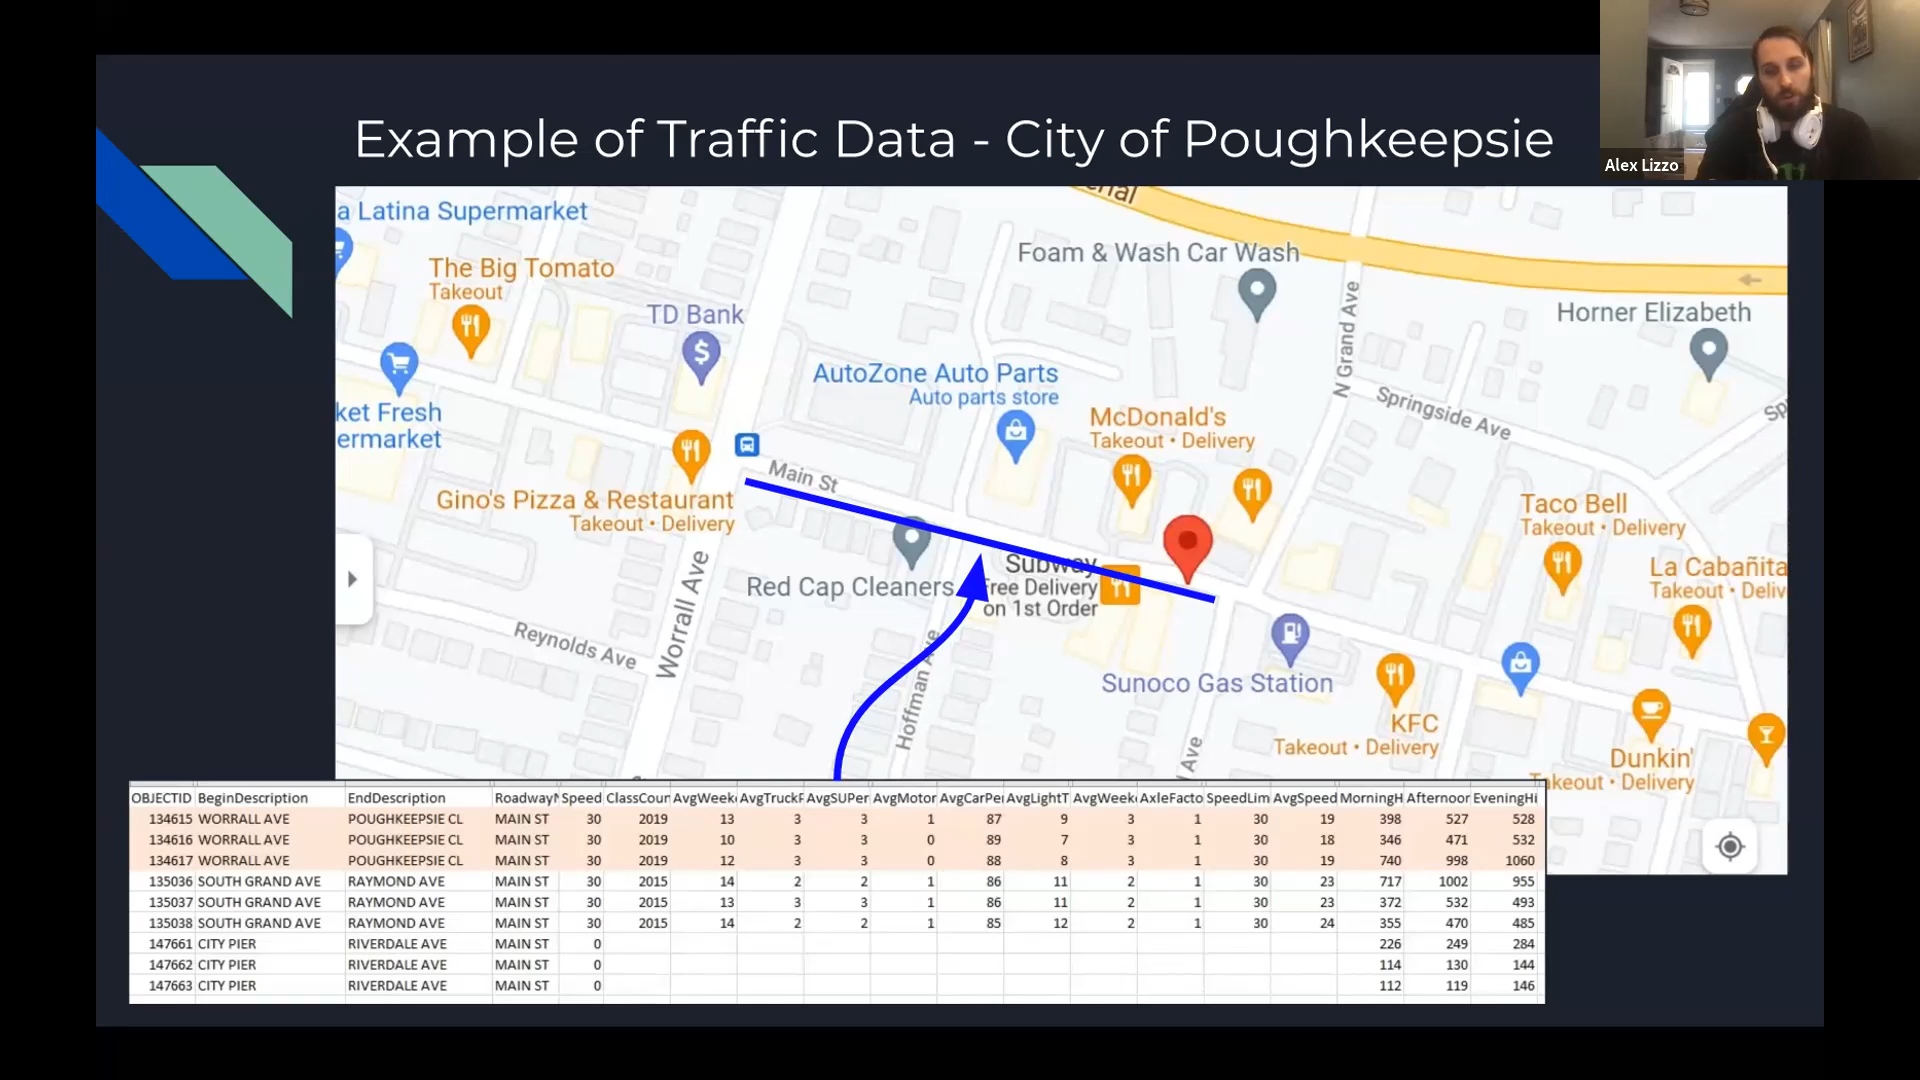 Example of Traffic Data - City of Poughkeepsie
Alex Lizzo
a Latina Supermarket
The Big Tomato
Takeout
TD Bank
Foam & Wash Car Wash
N Grand Ave
Horner Elizabeth
ket Fresh
ermarket
AutoZone Auto Parts
Auto parts store
McDonald's
Takeout • Delivery
Springside Ave
Main St
Gino's Pizza & Restaurant
Takeout • Delivery
Taco Bell
Takeout • Delivery
Red Cap Cleaners
Subway
Free Delivery
on 1st Order
La Cabañita
Takeout • Deliv
Worrall Ave
Reynolds Ave
Hoffman Ave
Sunoco Gas Station
KFC
Takeout • Delivery
Ave
Dunkin'
Takeout • Delivery
OBJECTID BeginDescription EndDescription RoadwayN Speed ClassCoun AvgWeek AvgTruckP AvgSUPer AvgMotor AvgCarPer AvgLightT AvgWeek AxleFacto SpeedLim AvgSpeed MorningH Afternoor EveningHi
134615 WORRALL AVE POUGHKEEPSIE CL MAIN ST 30 2019 13 3 3 1 87 9 3 1 30 19 398 527 528
134616 WORRALL AVE POUGHKEEPSIE CL MAIN ST 30 2019 10 3 3 0 89 7 3 1 30 18 346 471 532
134617 WORRALL AVE POUGHKEEPSIE CL MAIN ST 30 2019 12 3 3 0 88 8 3 1 30 19 740 998 1060
135036 SOUTH GRAND AVE RAYMOND AVE MAIN ST 30 2015 14 2 2 1 86 11 2 1 30 23 717 1002 955
135037 SOUTH GRAND AVE RAYMOND AVE MAIN ST 30 2015 13 3 3 1 86 11 2 1 30 23 372 532 493
135038 SOUTH GRAND AVE RAYMOND AVE MAIN ST 30 2015 14 2 2 1 85 12 2 1 30 24 355 470 485
147661 CITY PIER RIVERDALE AVE MAIN ST 0 226 249 284
147662 CITY PIER RIVERDALE AVE MAIN ST 0 114 130 144
147663 CITY PIER RIVERDALE AVE MAIN ST 0 112 119 146